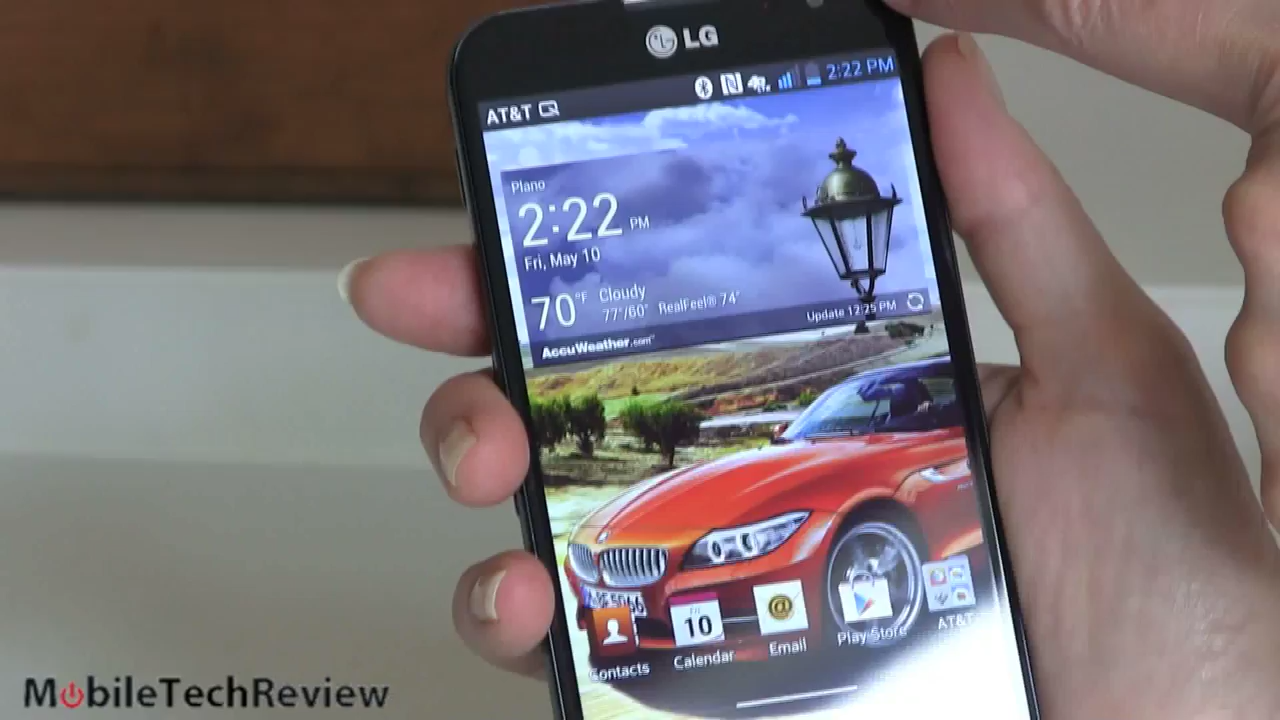 LG
AT&T
2:22 PM
Plano
2:22 PM
Fri, May 10
70°F
Cloudy
77°/60°
RealFeel® 74°
Update 12:25 PM
AccuWeather.com
FRI
10
Contacts
Calendar
Email
Play Store
AT&T
MobileTechReview